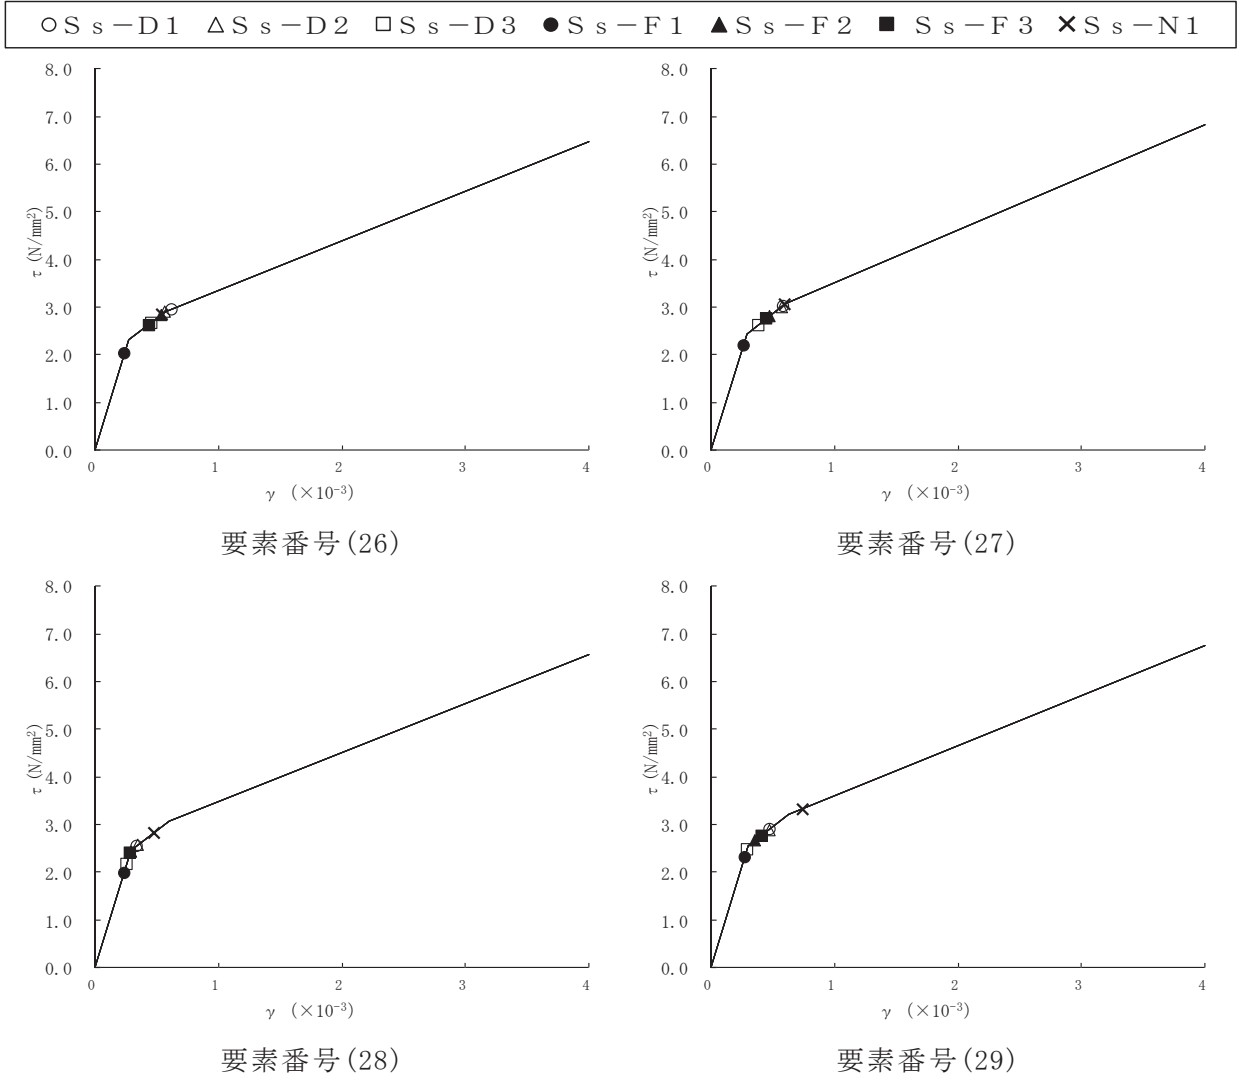 ○Ｓｓ－Ｄ１ △Ｓｓ－Ｄ２ □Ｓｓ－Ｄ３ ●Ｓｓ－Ｆ１ ▲Ｓｓ－Ｆ２ ■ Ｓｓ－Ｆ３ ×Ｓｓ－Ｎ１
8.0
7.0
6.0
5.0
4.0
3.0
2.0
1.0
0.0
τ (N/mm²)
0 1 2 3 4
γ （×10⁻³）
要素番号(26)
8.0
7.0
6.0
5.0
4.0
3.0
2.0
1.0
0.0
τ (N/mm²)
0 1 2 3 4
γ （×10⁻³）
要素番号(27)
8.0
7.0
6.0
5.0
4.0
3.0
2.0
1.0
0.0
τ (N/mm²)
0 1 2 3 4
γ （×10⁻³）
要素番号(28)
8.0
7.0
6.0
5.0
4.0
3.0
2.0
1.0
0.0
τ (N/mm²)
0 1 2 3 4
γ （×10⁻³）
要素番号(29)